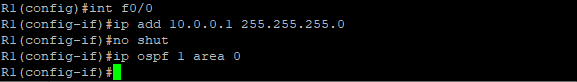 R1(config)#int f0/0
R1(config-if)#ip add 10.0.0.1 255.255.255.0
R1(config-if)#no shut
R1(config-if)#ip ospf 1 area 0
R1(config-if)#